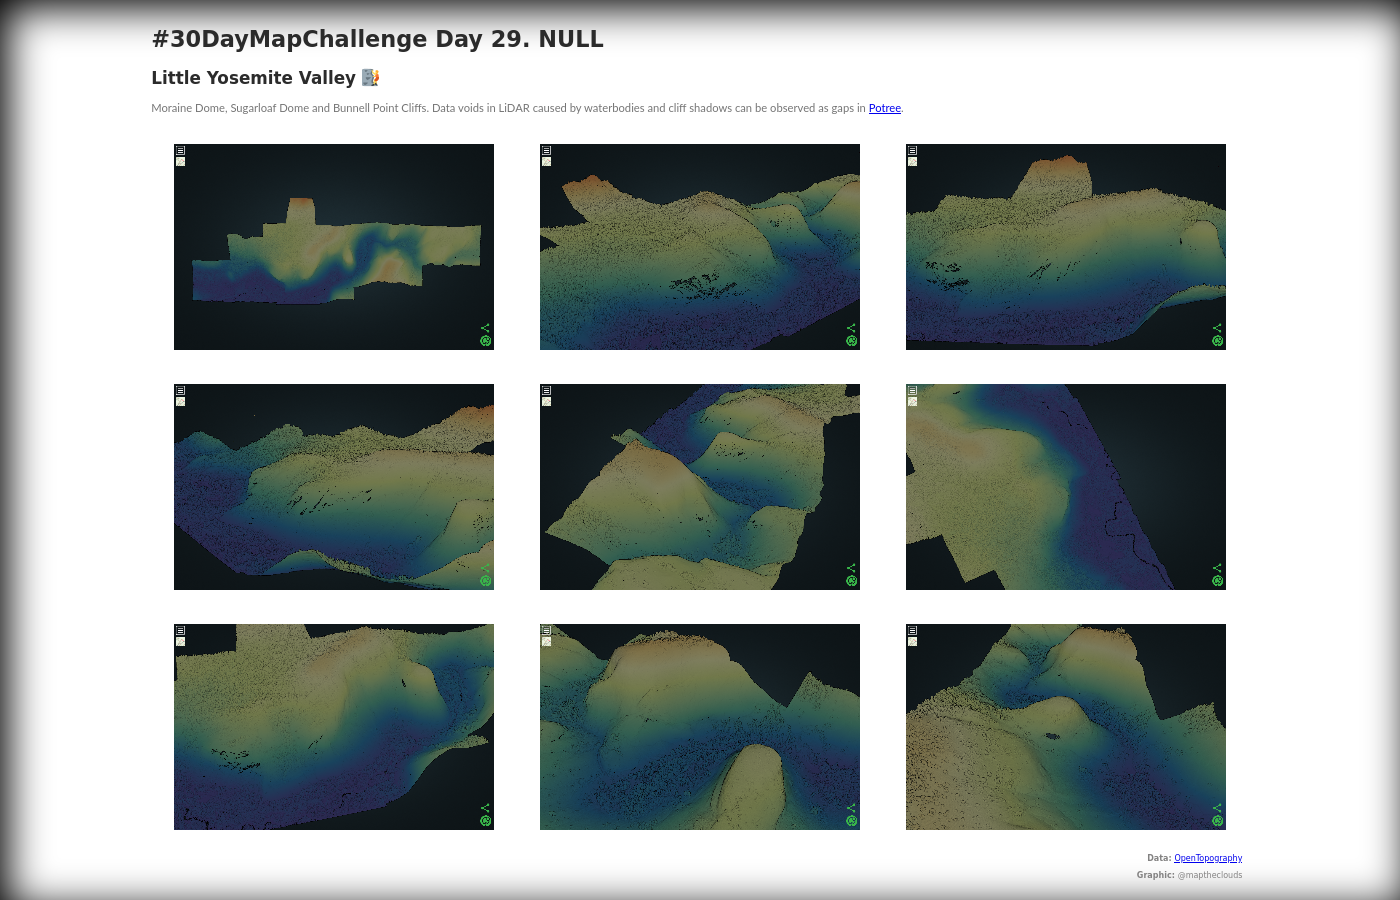 #30DayMapChallenge Day 29. NULL
Little Yosemite Valley
Moraine Dome, Sugarloaf Dome and Bunnell Point Cliffs. Data voids in LiDAR caused by waterbodies and cliff shadows can be observed as gaps in Potree.
Data: OpenTopography
Graphic: @maptheclouds